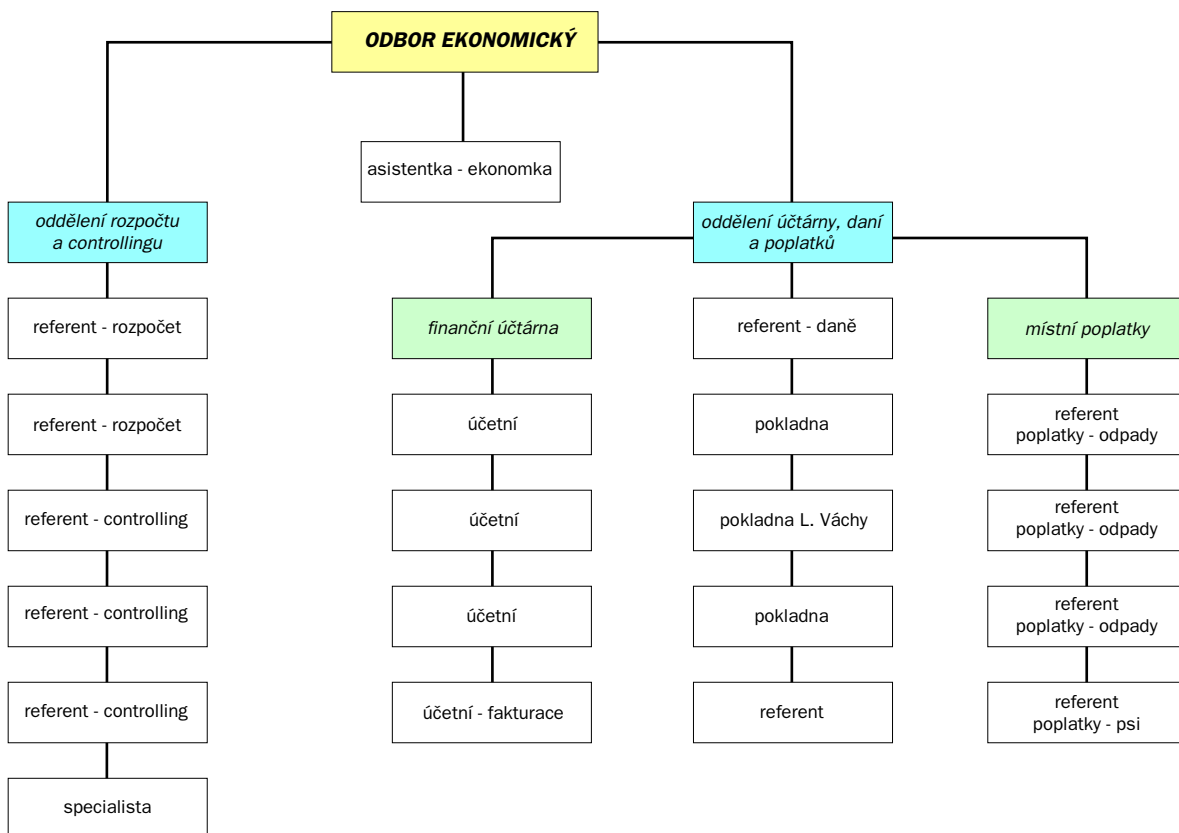 ODBOR EKONOMICKÝ
asistentka - ekonomka
oddělení rozpočtu
a controllingu
referent - rozpočet
referent - rozpočet
referent - controlling
referent - controlling
referent - controlling
specialista
oddělení účtárny, daní
a poplatků
finanční účtárna
účetní
účetní
účetní
účetní - fakturace
referent - daně
pokladna
pokladna L. Váchy
pokladna
referent
místní poplatky
referent
poplatky - odpady
referent
poplatky - odpady
referent
poplatky - odpady
referent
poplatky - psi